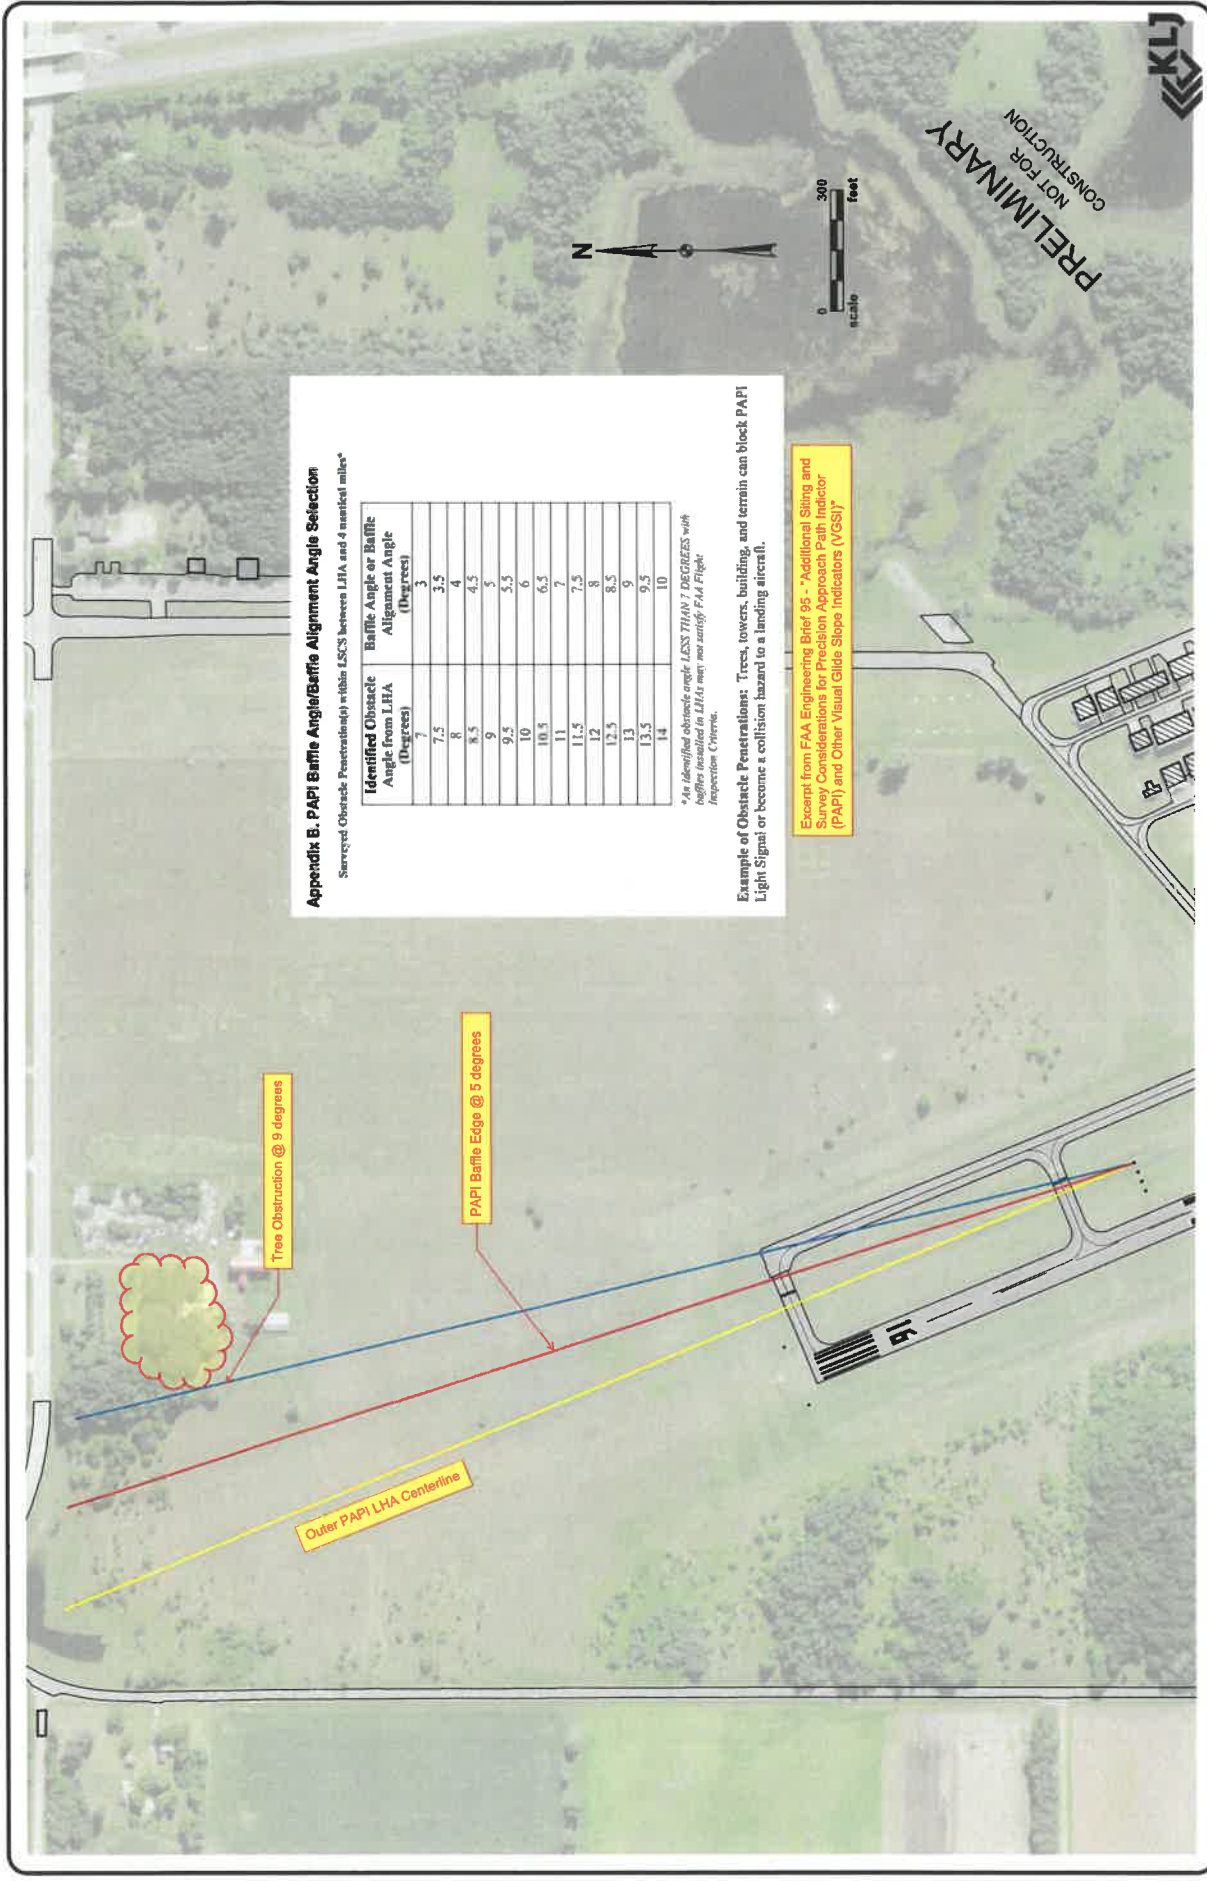 Tree Obstruction @ 9 degrees
PAPI Baffle Edge @ 5 degrees
Outer PAPI LHA Centerline
16
Appendix B. PAPI Baffle Angle/Baffle Alignment Angle Selection
Surveyed Obstacle Penetration(s) within LSCS between LHA and 4 nautical miles*
Identified Obstacle Angle from LHA (Degrees) Baffle Angle or Baffle Alignment Angle (Degrees)
7 3
7.5 3.5
8 4
8.5 4.5
9 5
9.5 5.5
10 6
10.5 6.5
11 7
11.5 7.5
12 8
12.5 8.5
13 9
13.5 9.5
14 10
*An identified obstacle angle LESS THAN 7 DEGREES with
baffles installed in LHAs may not satisfy FAA Flight
Inspection Criteria.
Example of Obstacle Penetrations: Trees, towers, building, and terrain can block PAPI
Light Signal or become a collision hazard to a landing aircraft.
Excerpt from FAA Engineering Brief 95 - "Additional Siting and
Survey Considerations for Precision Approach Path Indictor
(PAPI) and Other Visual Glide Slope Indicators (VGSI)"
N
0 300
scale feet
PRELIMINARY
NOT FOR
CONSTRUCTION
KLJ